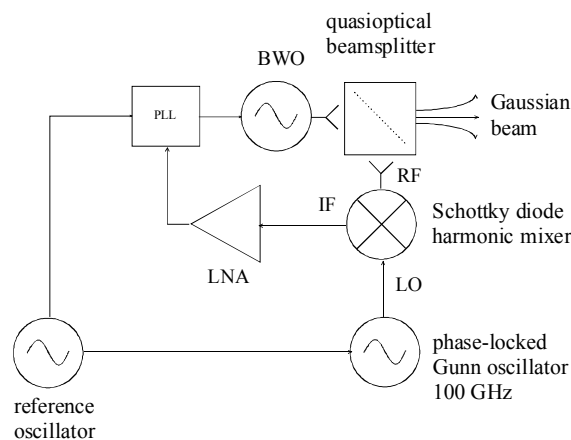 quasioptical
beamsplitter
BWO
PLL
Gaussian
beam
RF
IF
Schottky diode
harmonic mixer
LNA
LO
phase-locked
Gunn oscillator
100 GHz
reference
oscillator